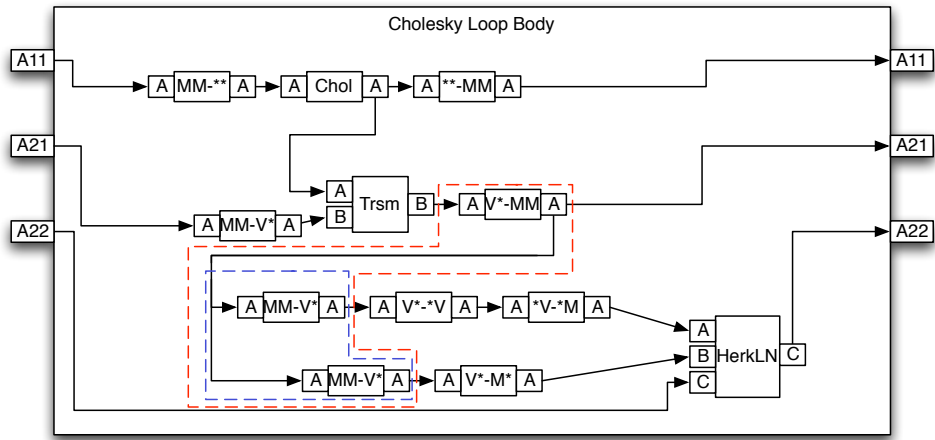 Cholesky Loop Body
A11 A11
A MM-** A A Chol A A **-MM A
A21 A21
A
Trsm B A V*-MM A
B
A MM-V* A
A22 A22
A MM-V* A A V*-*V A A *V-*M A
A
B HerkLN C
C
A MM-V* A A V*-M* A